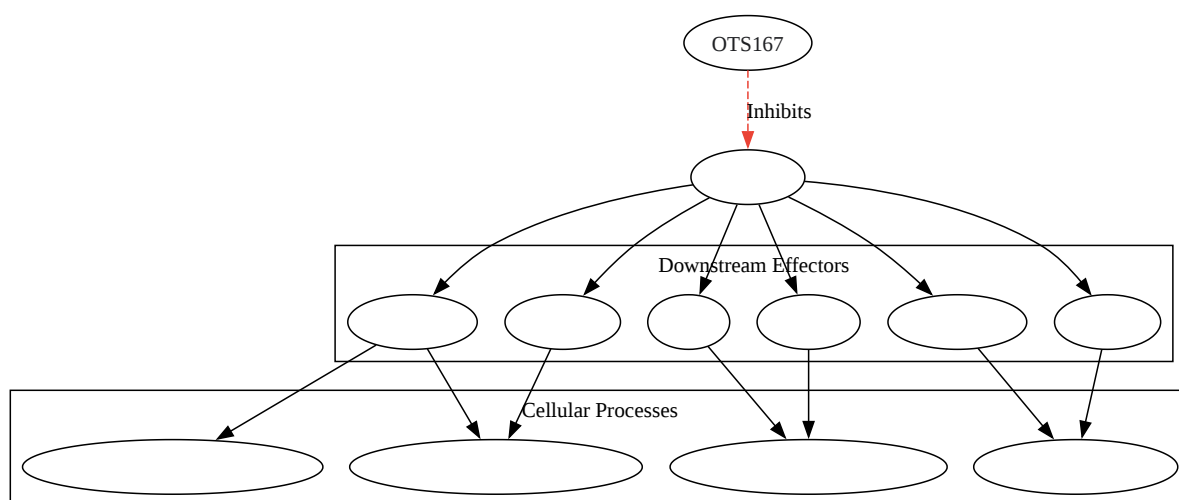 OTS167
Inhibits
Downstream Effectors
Cellular Processes